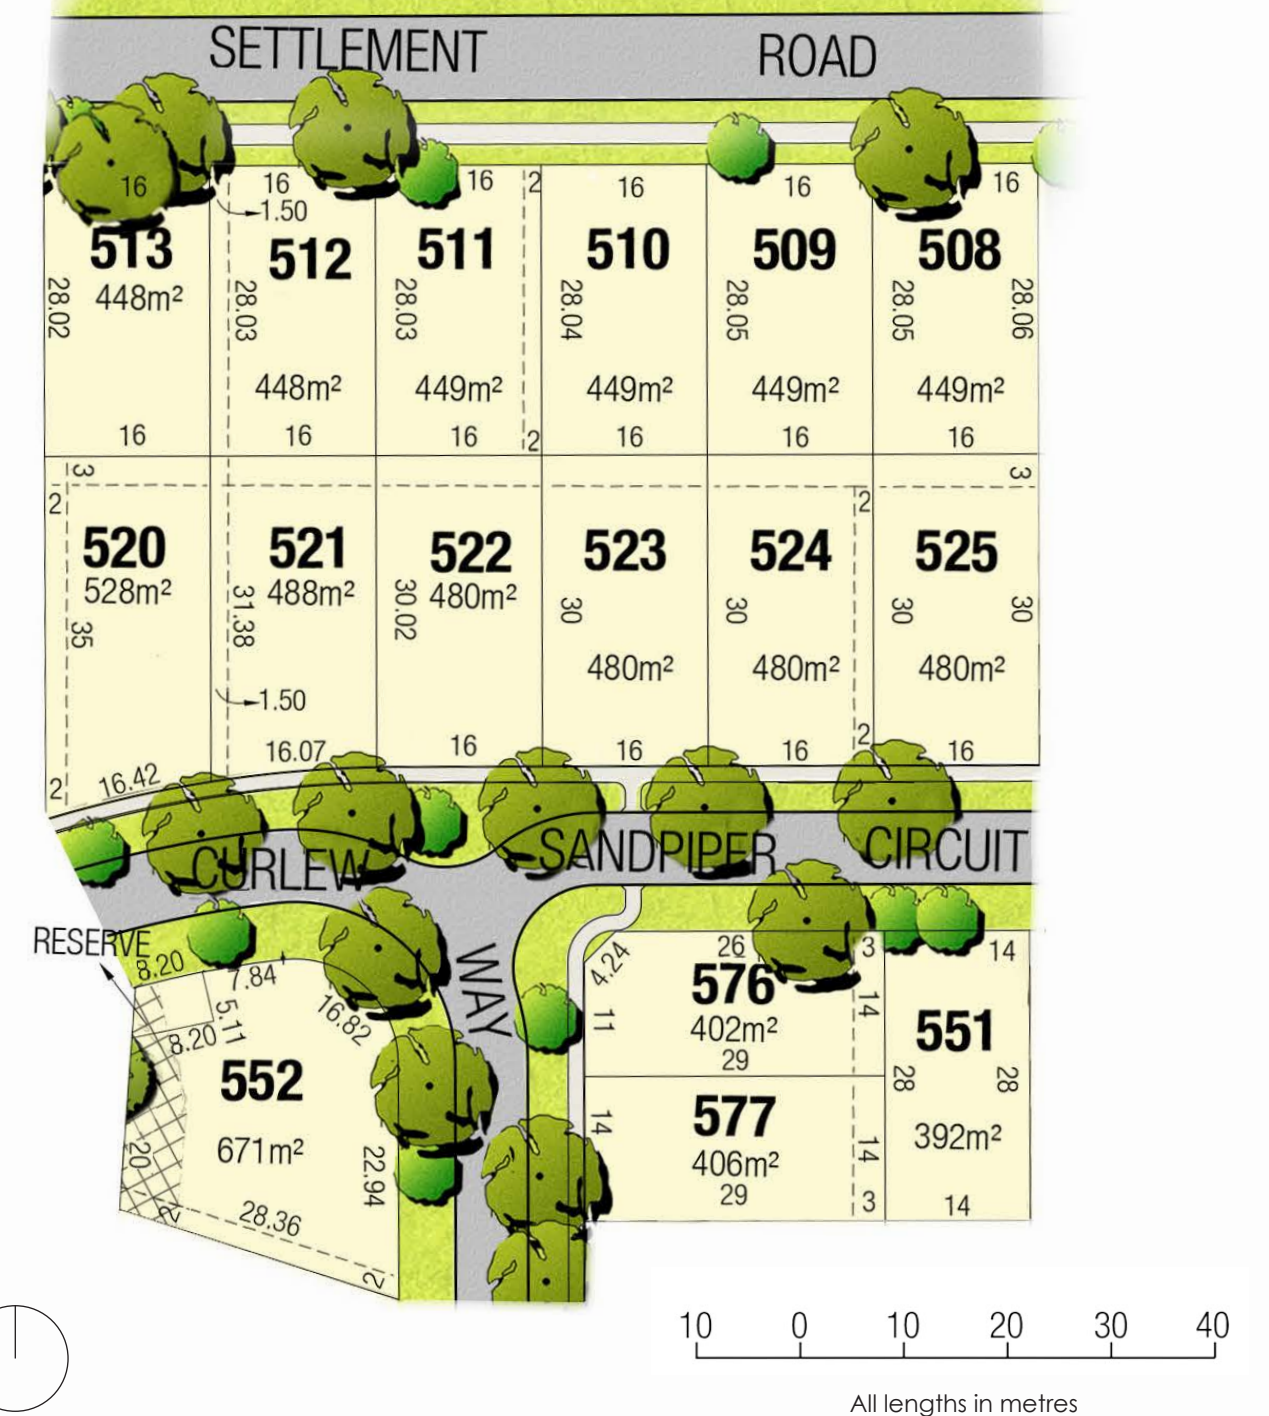 SETTLEMENT ROAD
16 16 16 2 16 16 16
1.50
513 512 511 510 509 508
448m²
28.02 28.03 28.03 28.04 28.05 28.05 28.06
448m² 449m² 449m² 449m² 449m²
16 16 16 2 16 16 16
3 3
2 2
520 521 522 523 524 525
528m² 488m² 480m²
35 31.38 30.02 30 30 30 30
480m² 480m² 480m²
1.50
16.07 16 16 16 2 16
2 16.42
CURLEW SANDPIPER CIRCUIT
RESERVE
8.20 7.84 4.24 26 3 14
WAY
576
5.11 16.82 11 14
402m² 551
8.20 29
552 28 28
577
14
671m² 20 22.94 406m² 14 392m²
2 28.36 29 3 14
2
10 0 10 20 30 40
All lengths in metres